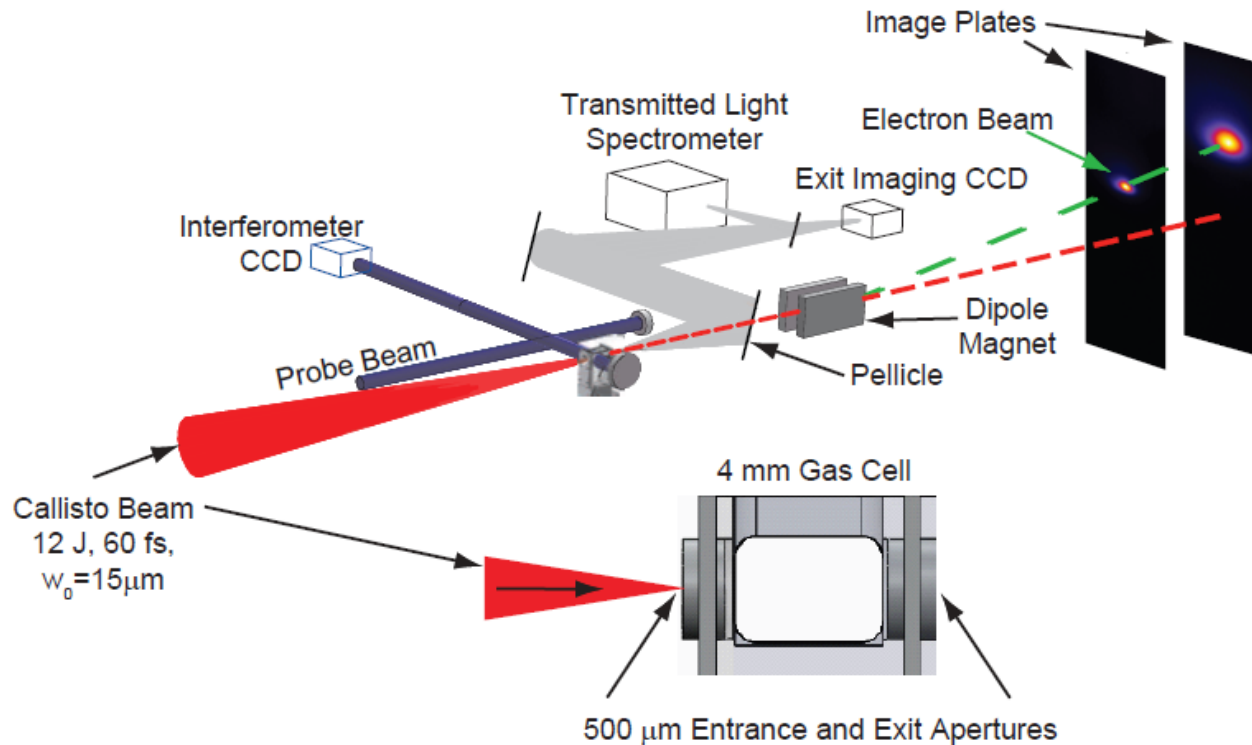 Image Plates
Transmitted Light
Spectrometer
Electron Beam
Exit Imaging CCD
Interferometer
CCD
Dipole
Magnet
Probe Beam
Pellicle
4 mm Gas Cell
Callisto Beam
12 J, 60 fs,
w₀=15μm
500 μm Entrance and Exit Apertures